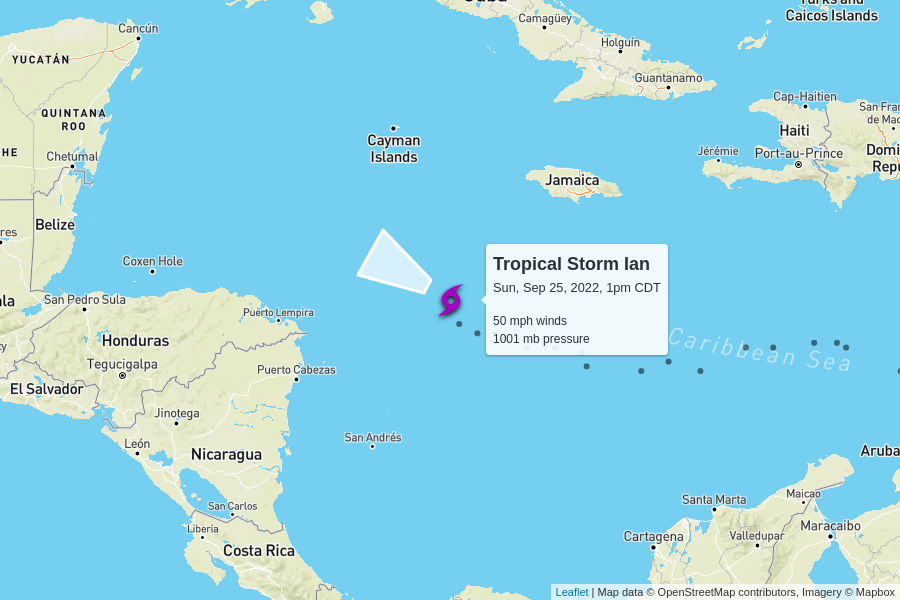 Cuba
Turks and
Caicos Islands
Camagüey
Cancún
Holguín
YUCATÁN
Guantanamo
Cap-Haitien
QUINTANA
ROO
San Fran
de Mac
Haiti
Cayman
Islands
HE
Chetumal
Jérémie
Port-au-Prince
Domi
Repu
Jamaica
Belize
res
Coxen Hole
Tropical Storm Ian
Sun, Sep 25, 2022, 1pm CDT
50 mph winds
1001 mb pressure
ala
San Pedro Sula
Puerto Lempira
Honduras
Caribbean Sea
Tegucigalpa
Puerto Cabezas
El Salvador
Jinotega
León
San Andrés
Nicaragua
Aruba
San Carlos
Santa Marta
Maicao
Liberia
Cartagena
Valledupar
Maracaibo
Costa Rica
Leaflet | Map data © OpenStreetMap contributors, Imagery © Mapbox